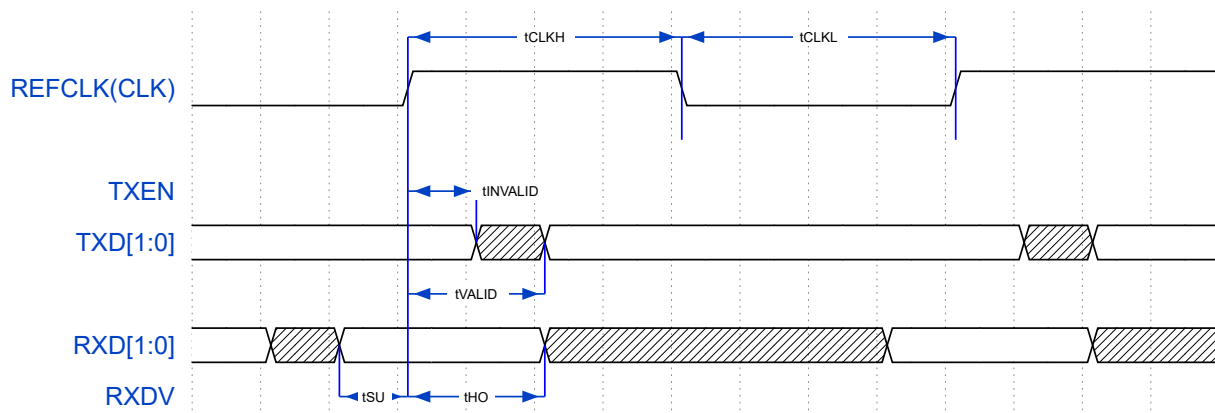 tCLKH tCLKL
REFCLK(CLK)
TXEN tINVALID
TXD[1:0]
tVALID
RXD[1:0]
RXDV tSU tHO